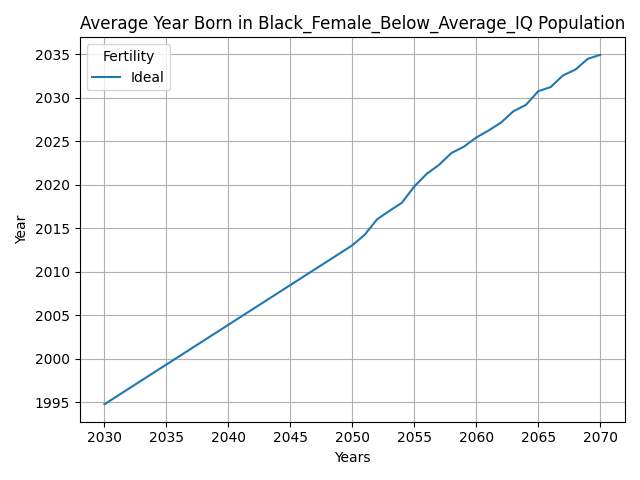 Average Year Born in Black_Female_Below_Average_IQ Population
Fertility
Ideal
Year
2035
2030
2025
2020
2015
2010
2005
2000
1995
2030 2035 2040 2045 2050 2055 2060 2065 2070
Years